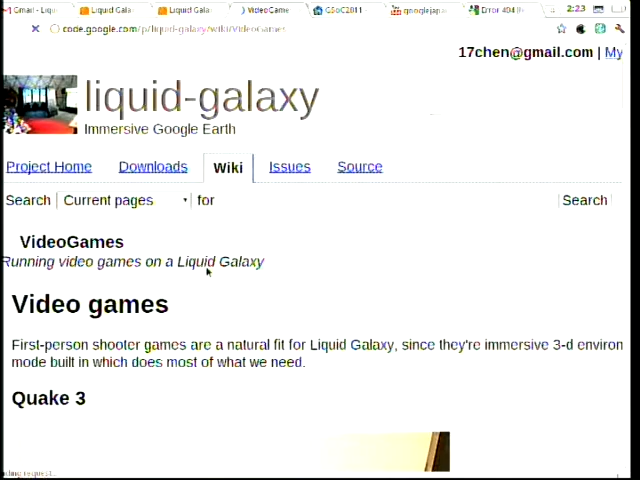 Gmail - Liqu
Liquid Gala
Liquid Gala
VideoGame
GSoC2011
googlejapa
Error 404 (N
2:23
code.google.com/p/liquid-galaxy/wiki/VideoGames
17chen@gmail.com | My
liquid-galaxy
Immersive Google Earth
Project Home Downloads Wiki Issues Source
Search Current pages for Search
VideoGames
Running video games on a Liquid Galaxy
Video games
First-person shooter games are a natural fit for Liquid Galaxy, since they're immersive 3-d environ
mode built in which does most of what we need.
Quake 3